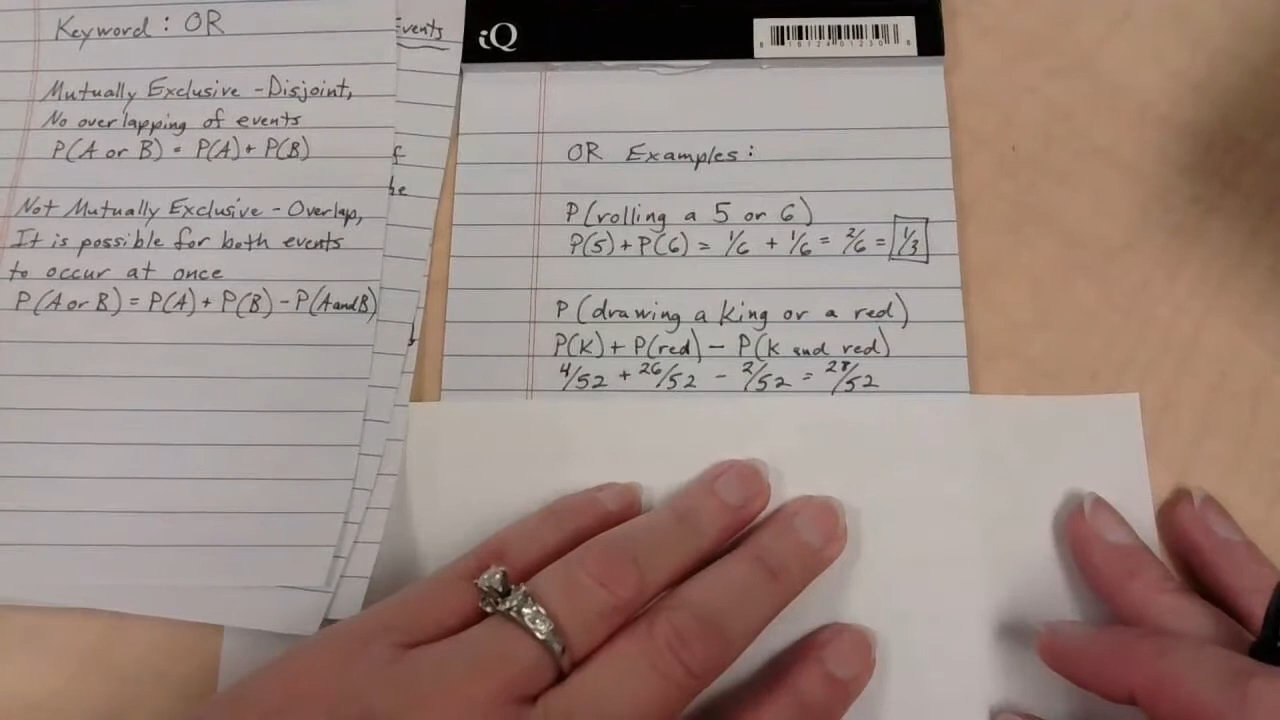 Keyword: OR
Mutually Exclusive - Disjoint,
No overlapping of events
P(A or B) = P(A) + P(B)
Not Mutually Exclusive - Overlap,
It is possible for both events
to occur at once
P(A or B) = P(A) + P(B) - P(A and B)
Events
iQ
OR Examples:
P(rolling a 5 or 6)
P(5) + P(6) = 1/6 + 1/6 = 2/6 = 1/3
P(drawing a king or a red)
P(K) + P(red) - P(K and red)
4/52 + 26/52 - 2/52 = 28/52